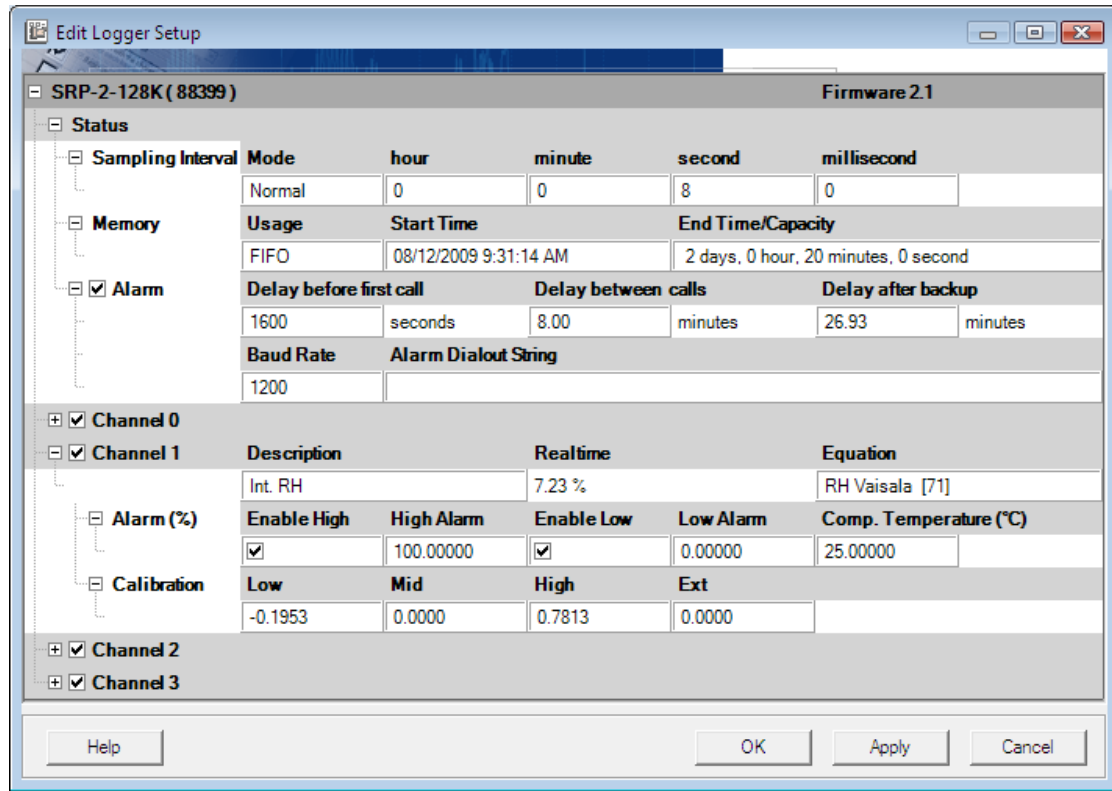 Edit Logger Setup
SRP-2-128K ( 88399 ) Firmware 2.1
Status
Sampling Interval Mode hour minute second millisecond
Normal 0 0 8 0
Memory Usage Start Time End Time/Capacity
FIFO 08/12/2009 9:31:14 AM 2 days, 0 hour, 20 minutes, 0 second
Alarm Delay before first call Delay between calls Delay after backup
1600 seconds 8.00 minutes 26.93 minutes
Baud Rate Alarm Dialout String
1200
Channel 0
Channel 1 Description Realtime Equation
Int. RH 7.23 % RH Vaisala [71]
Alarm (%) Enable High High Alarm Enable Low Low Alarm Comp. Temperature (°C)
100.00000 0.00000 25.00000
Calibration Low Mid High Ext
-0.1953 0.0000 0.7813 0.0000
Channel 2
Channel 3
Help OK Apply Cancel